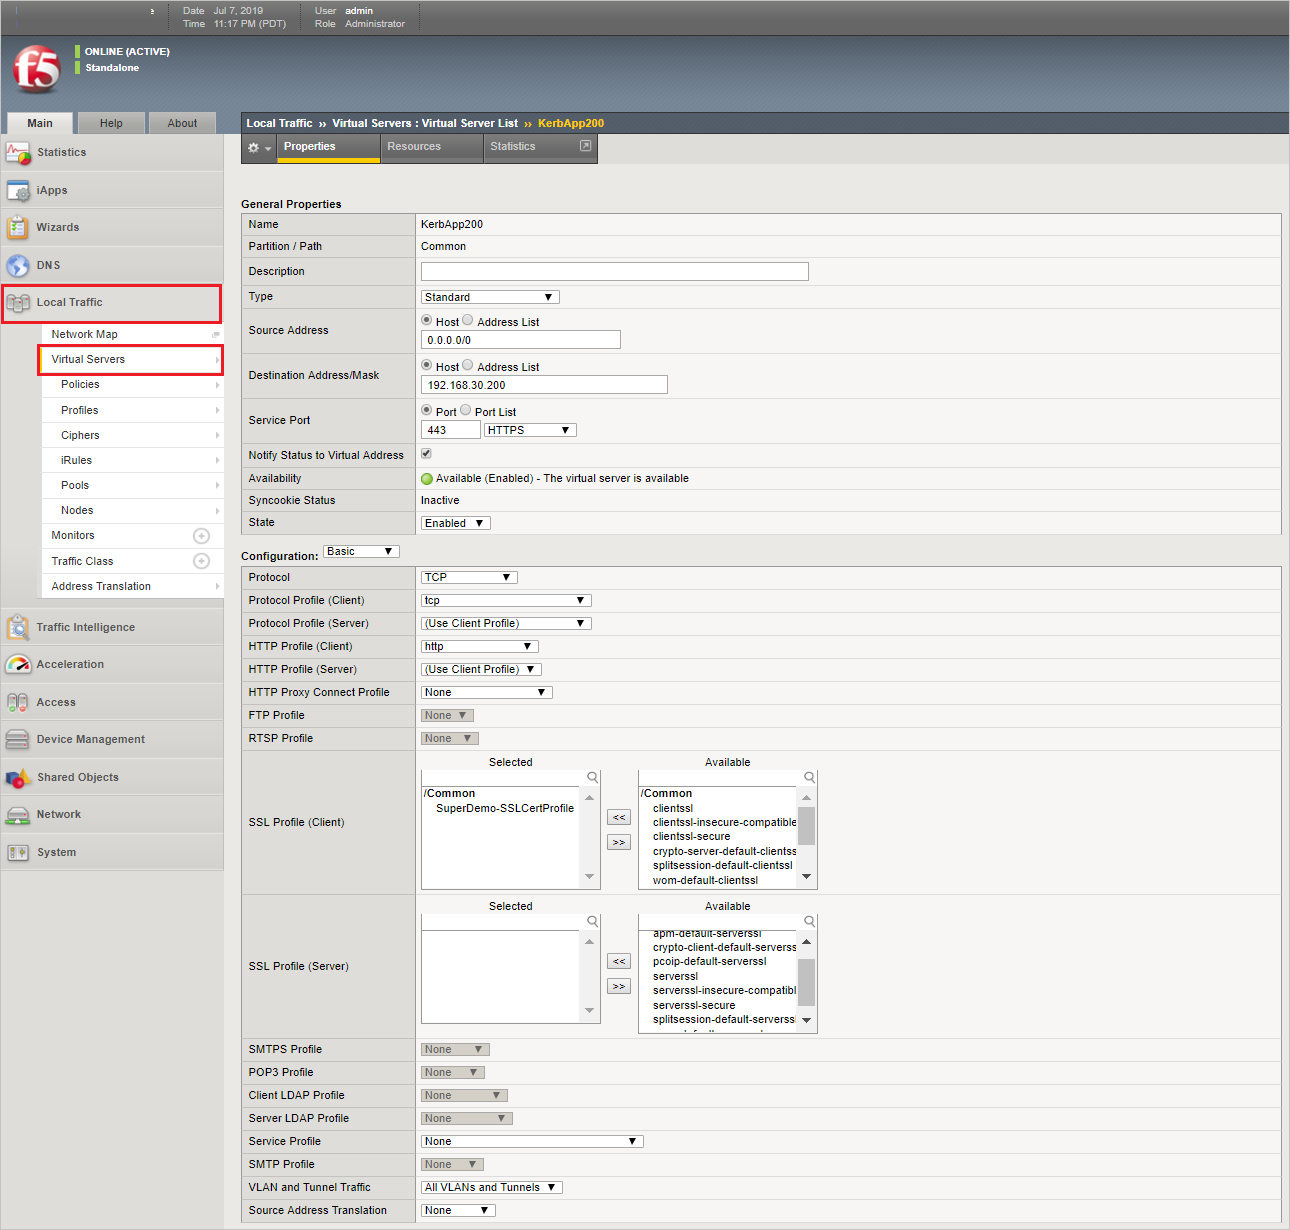 Date Jul 7, 2019 User admin
Time 11:17 PM (PDT) Role Administrator
f5
ONLINE (ACTIVE)
Standalone
Main Help About
Statistics
iApps
Wizards
DNS
Local Traffic
Network Map
Virtual Servers
Policies
Profiles
Ciphers
iRules
Pools
Nodes
Monitors
Traffic Class
Address Translation
Traffic Intelligence
Acceleration
Access
Device Management
Shared Objects
Network
System
Local Traffic ›› Virtual Servers : Virtual Server List ›› KerbApp200
Properties Resources Statistics
General Properties
Name KerbApp200
Partition / Path Common
Description
Type Standard
Source Address Host Address List
0.0.0.0/0
Destination Address/Mask Host Address List
192.168.30.200
Service Port Port Port List
443 HTTPS
Notify Status to Virtual Address
Availability Available (Enabled) - The virtual server is available
Syncookie Status Inactive
State Enabled
Configuration: Basic
Protocol TCP
Protocol Profile (Client) tcp
Protocol Profile (Server) (Use Client Profile)
HTTP Profile (Client) http
HTTP Profile (Server) (Use Client Profile)
HTTP Proxy Connect Profile None
FTP Profile None
RTSP Profile None
SSL Profile (Client)
Selected
/Common
SuperDemo-SSLCertProfile
<<
>>
Available
/Common
clientssl
clientssl-insecure-compatible
clientssl-secure
crypto-server-default-clientss
splitsession-default-clientssl
wom-default-clientssl
SSL Profile (Server)
Selected
<<
>>
Available
apm-default-serverssl
crypto-client-default-serverss
pcoip-default-serverssl
serverssl
serverssl-insecure-compatibl
serverssl-secure
splitsession-default-serverssl
SMTPS Profile None
POP3 Profile None
Client LDAP Profile None
Server LDAP Profile None
Service Profile None
SMTP Profile None
VLAN and Tunnel Traffic All VLANs and Tunnels
Source Address Translation None